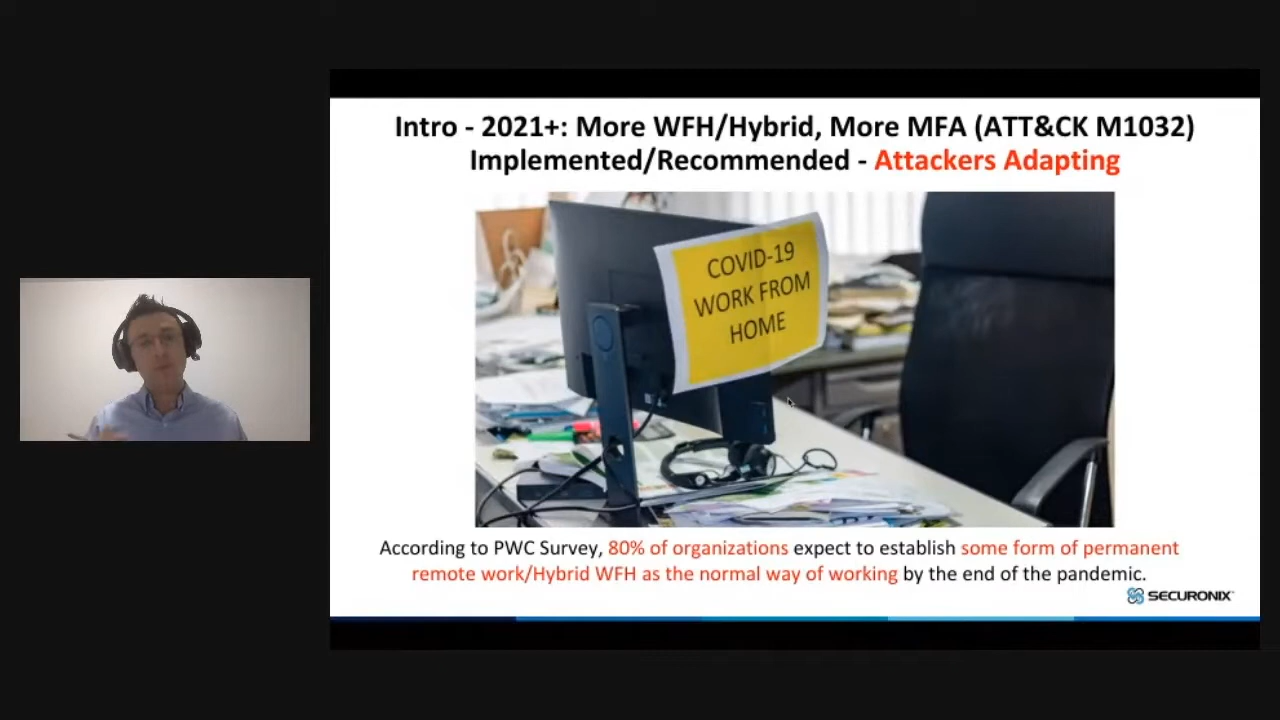 Intro - 2021+: More WFH/Hybrid, More MFA (ATT&CK M1032)
Implemented/Recommended - Attackers Adapting
COVID-19
WORK FROM
HOME
According to PWC Survey, 80% of organizations expect to establish some form of permanent
remote work/Hybrid WFH as the normal way of working by the end of the pandemic.
SECURONIX